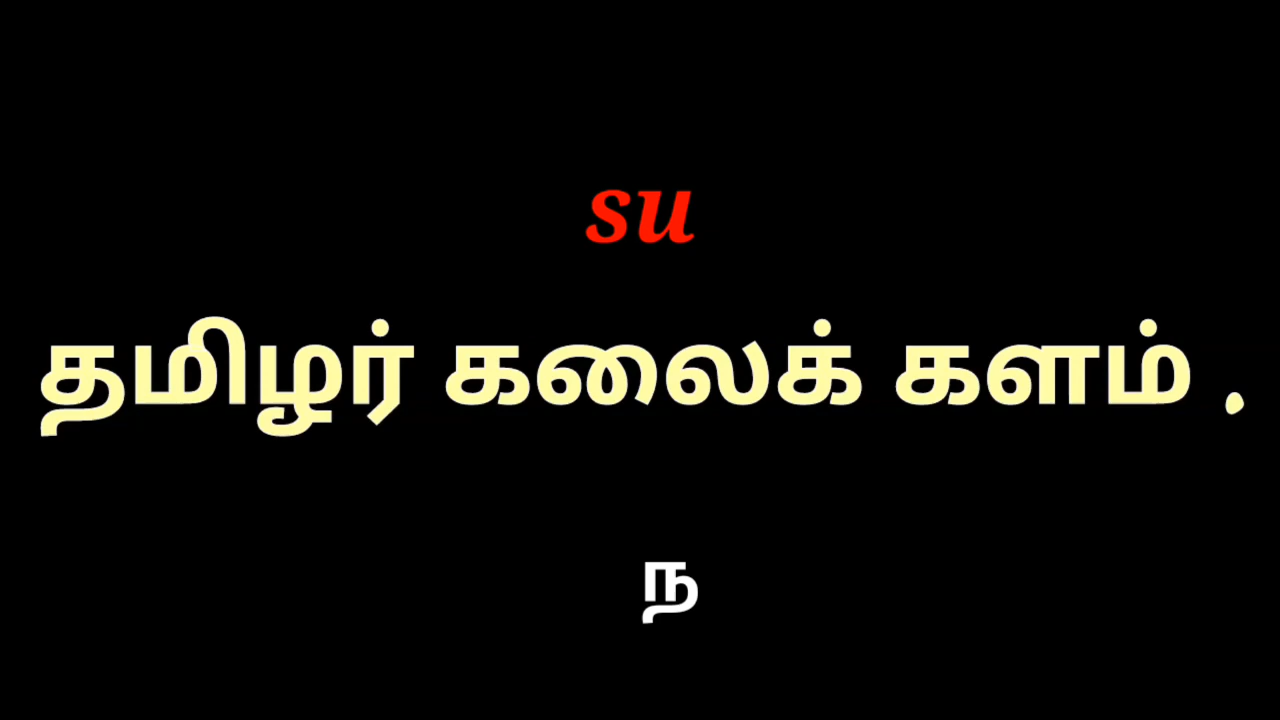 su
தமிழர் கலைக் களம் .
ந